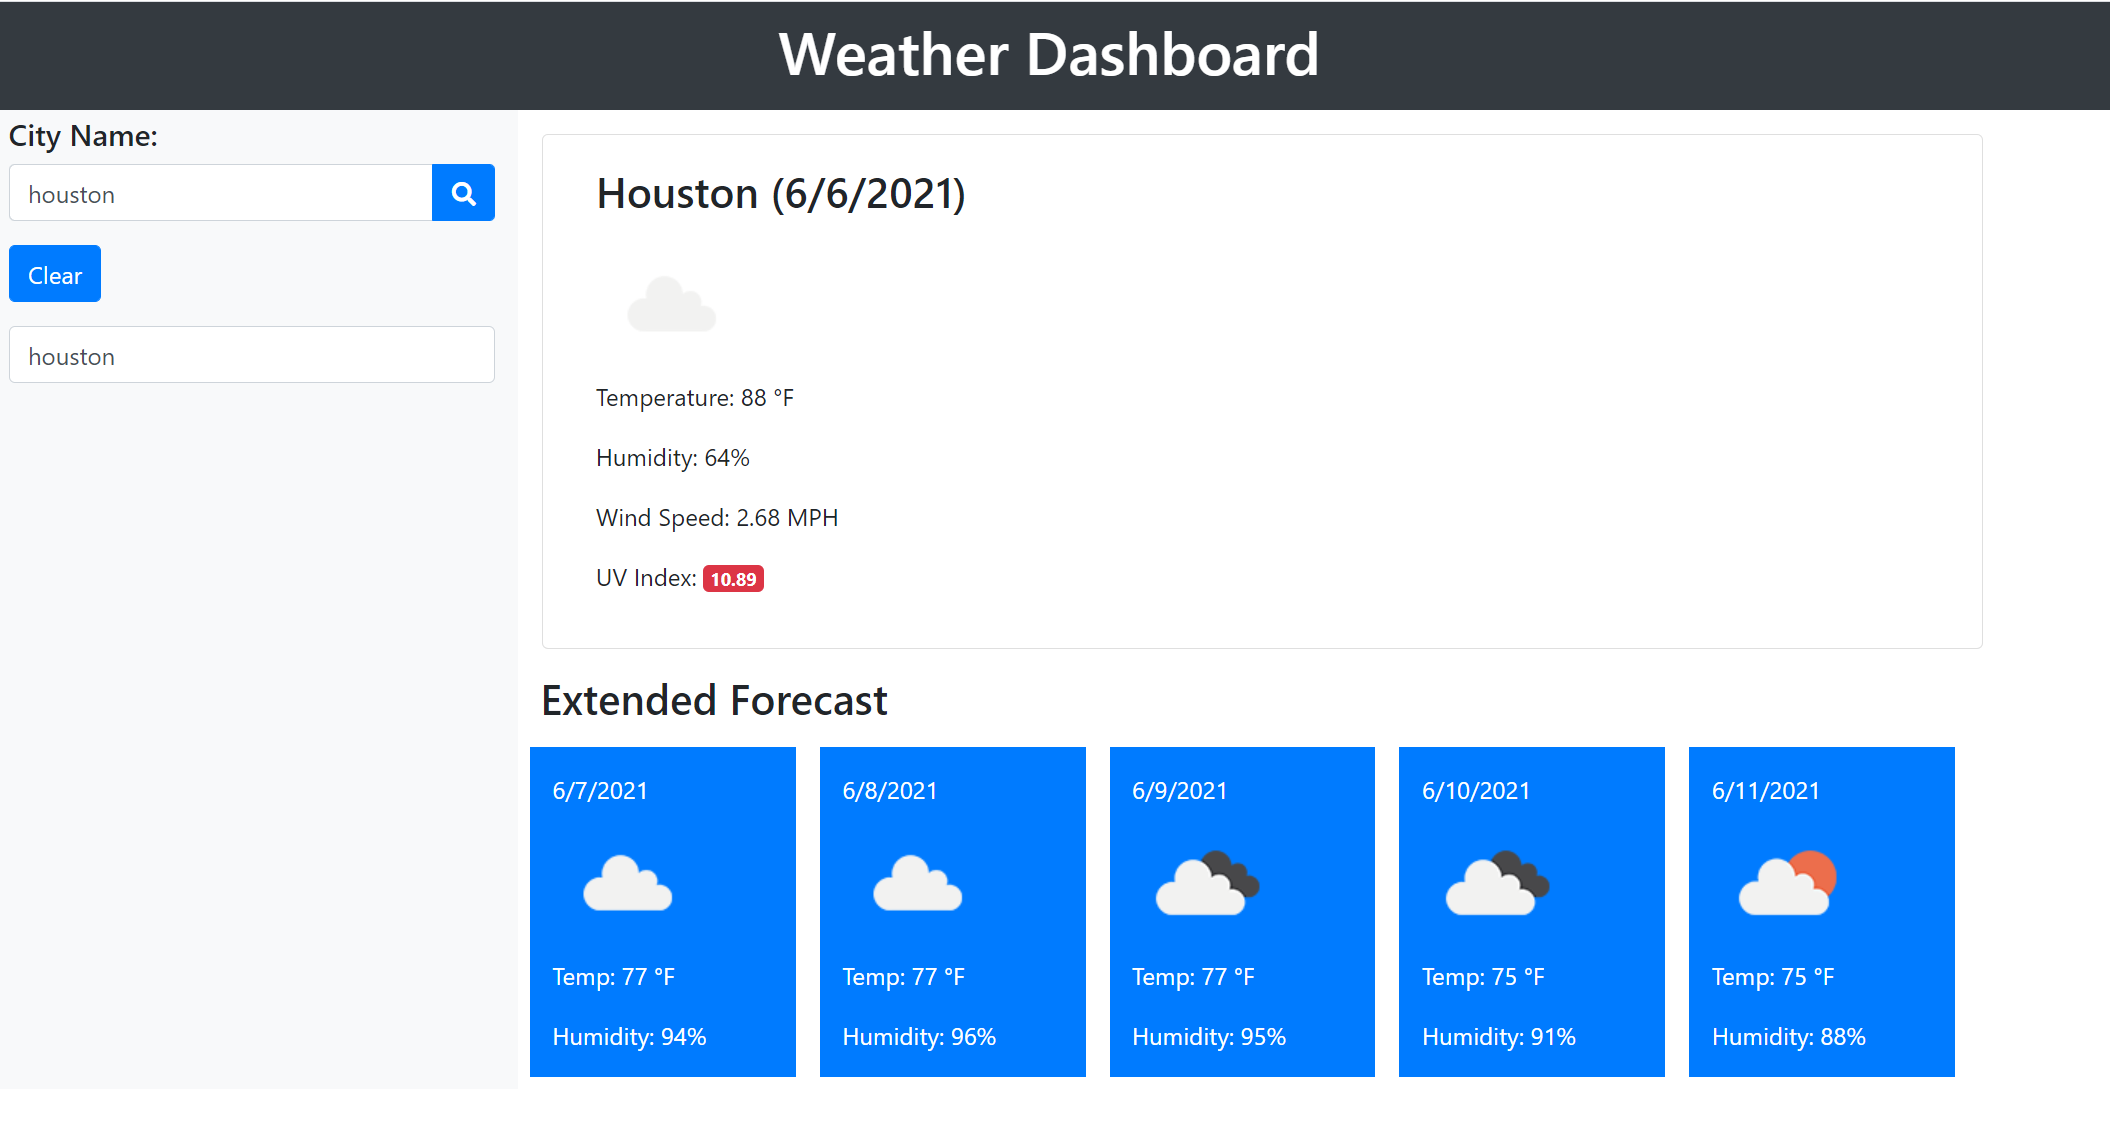 Weather Dashboard
City Name:
houston
Clear
houston
Houston (6/6/2021)
Temperature: 88 °F
Humidity: 64%
Wind Speed: 2.68 MPH
UV Index: 10.89
Extended Forecast
6/7/2021
Temp: 77 °F
Humidity: 94%
6/8/2021
Temp: 77 °F
Humidity: 96%
6/9/2021
Temp: 77 °F
Humidity: 95%
6/10/2021
Temp: 75 °F
Humidity: 91%
6/11/2021
Temp: 75 °F
Humidity: 88%